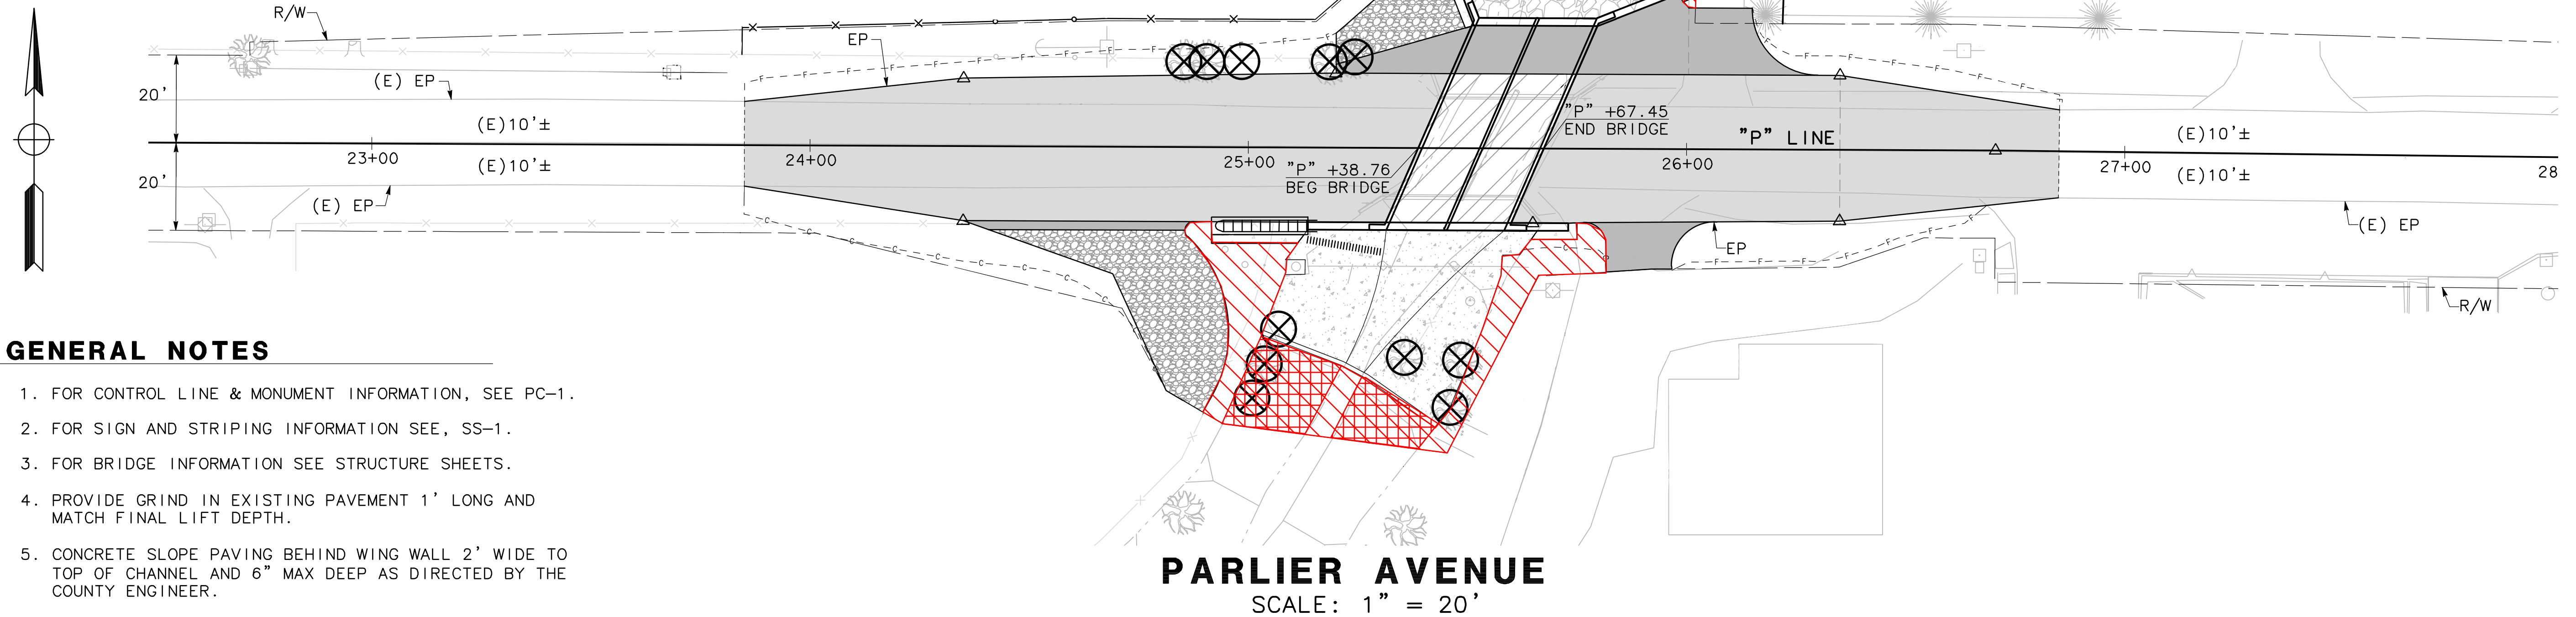 R/W
EP
(E) EP
20'
(E)10'±
"P" +67.45
END BRIDGE
"P" LINE
(E)10'±
23+00
24+00
25+00
26+00
27+00
28
20'
(E)10'±
"P" +38.76
BEG BRIDGE
(E)10'±
(E) EP
(E) EP
EP
R/W
GENERAL NOTES
1. FOR CONTROL LINE & MONUMENT INFORMATION, SEE PC-1.
2. FOR SIGN AND STRIPING INFORMATION SEE, SS-1.
3. FOR BRIDGE INFORMATION SEE STRUCTURE SHEETS.
4. PROVIDE GRIND IN EXISTING PAVEMENT 1' LONG AND
MATCH FINAL LIFT DEPTH.
5. CONCRETE SLOPE PAVING BEHIND WING WALL 2' WIDE TO
TOP OF CHANNEL AND 6" MAX DEEP AS DIRECTED BY THE
COUNTY ENGINEER.
PARLIER AVENUE
SCALE: 1" = 20'